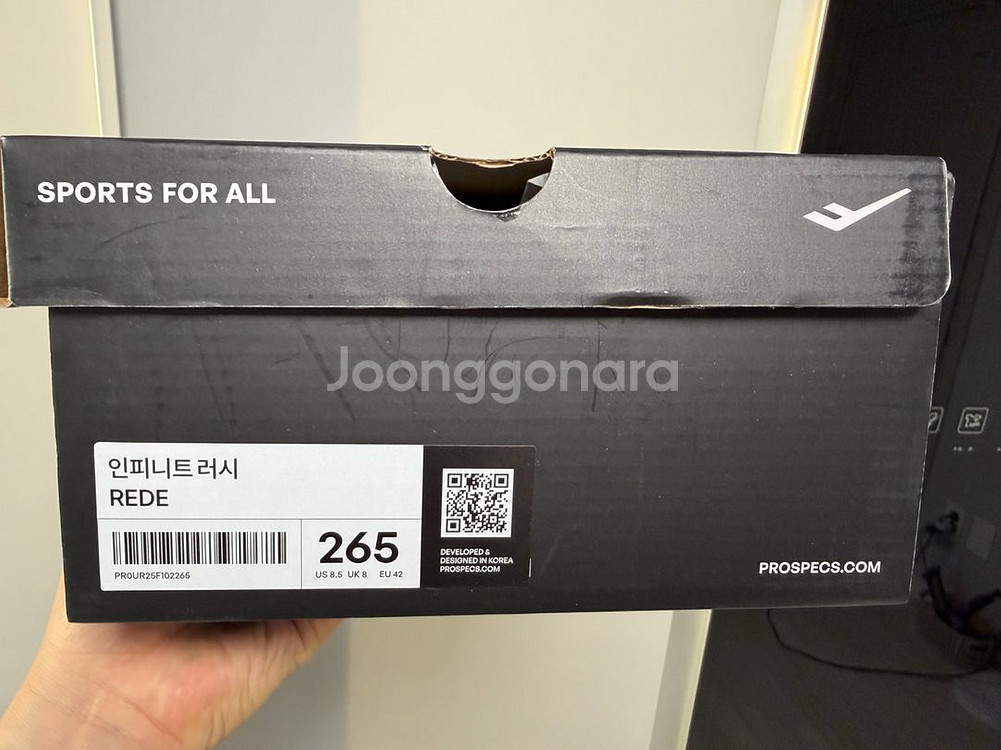 SPORTS FOR ALL
Joonggonara
인피니트 러시
REDE
PR0UR25F102265
265
US 8.5 UK 8 EU 42
DEVELOPED &
DESIGNED IN KOREA
PROSPECS.COM
PROSPECS.COM